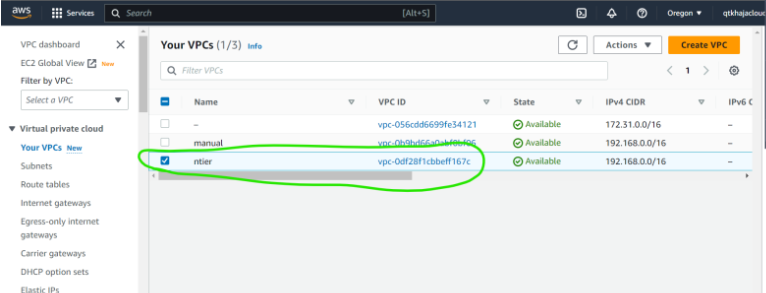 aws Services Search [Alt+S] Oregon ▼ qtkhajacloud
VPC dashboard
EC2 Global View New
Filter by VPC:
Select a VPC
Virtual private cloud
Your VPCs New
Subnets
Route tables
Internet gateways
Egress-only internet
gateways
Carrier gateways
DHCP option sets
Elastic IPs
Your VPCs (1/3) Info
Actions ▼ Create VPC
Filter VPCs
1
Name VPC ID State IPv4 CIDR IPv6 C
– vpc-056cdd6699fe34121 Available 172.31.0.0/16 –
manual Available 192.168.0.0/16 –
ntier vpc-0df28f1cbbeff167c Available 192.168.0.0/16 –